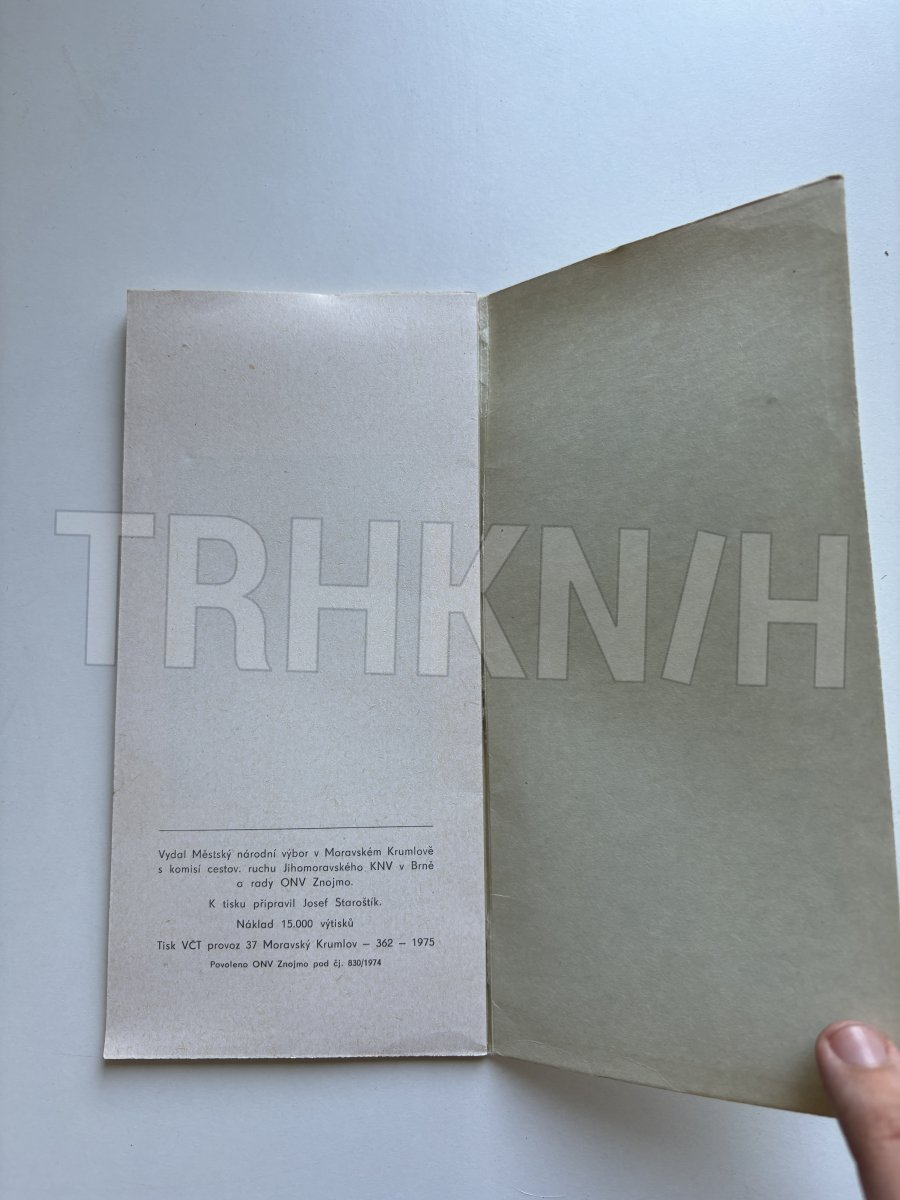 TRHKN/H
Vydal Městský národní výbor v Moravském Krumlově
s komisí cestov. ruchu Jihomoravského KNV v Brně
a rady ONV Znojmo.
K tisku připravil Josef Staroštík.
Náklad 15.000 výtisků
Tisk VČT provoz 37 Moravský Krumlov – 362 – 1975
Povoleno ONV Znojmo pod čj. 830/1974